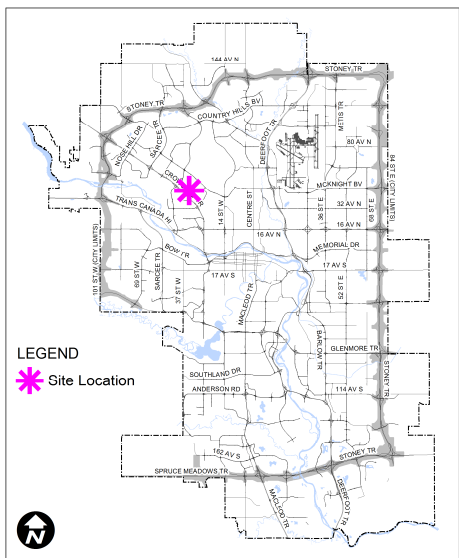 144 AV N
STONEY TR
STONEY TR
COUNTRY HILLS BV
METIS TR
NOSE HILL DR
SARCEE TR
DEERFOOT TR
80 AV N
84 ST E (CITY LIMITS)
MCKNIGHT BV
14 ST W
CENTRE ST
36 ST E
32 AV N
68 ST E
TRANS CANADA HI
16 AV N
16 AV N
101 ST W (CITY LIMITS)
BOW TR
MEMORIAL DR
17 AV S
17 AV S
69 ST W
SARCEE TR
37 ST W
52 ST E
MACLEOD TR
BARLOW TR
LEGEND
Site Location
GLENMORE TR
STONEY TR
SOUTHLAND DR
ANDERSON RD
114 AV S
162 AV S
STONEY TR
SPRUCE MEADOWS TR
MACLEOD TR
DEERFOOT TR
N